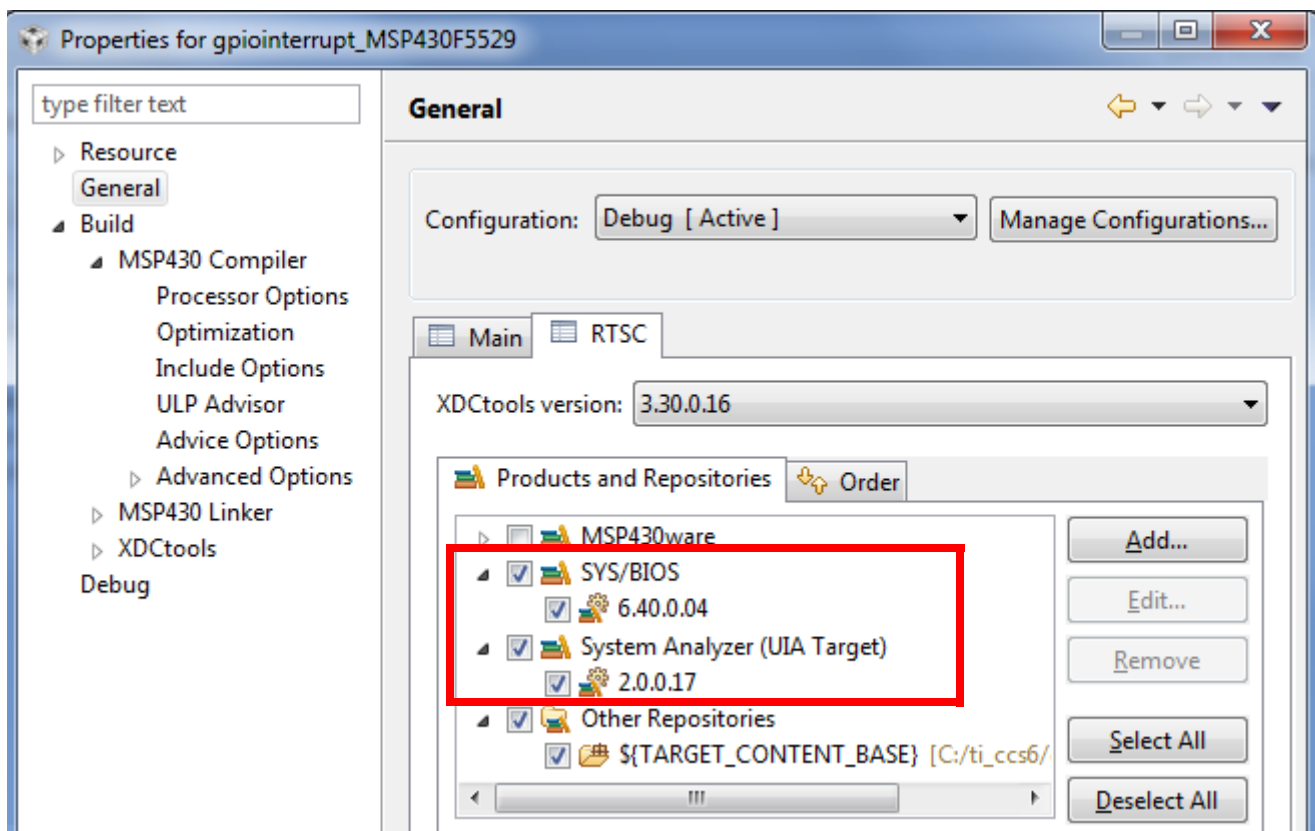 Properties for gpiointerrupt_MSP430F5529
type filter text
Resource
General
Build
MSP430 Compiler
Processor Options
Optimization
Include Options
ULP Advisor
Advice Options
Advanced Options
MSP430 Linker
XDCtools
Debug
General
Configuration: Debug [ Active ] Manage Configurations...
Main RTSC
XDCtools version: 3.30.0.16
Products and Repositories Order
MSP430ware
SYS/BIOS
6.40.0.04
System Analyzer (UIA Target)
2.0.0.17
Other Repositories
${TARGET_CONTENT_BASE} [C:/ti_ccs6/
Add...
Edit...
Remove
Select All
Deselect All